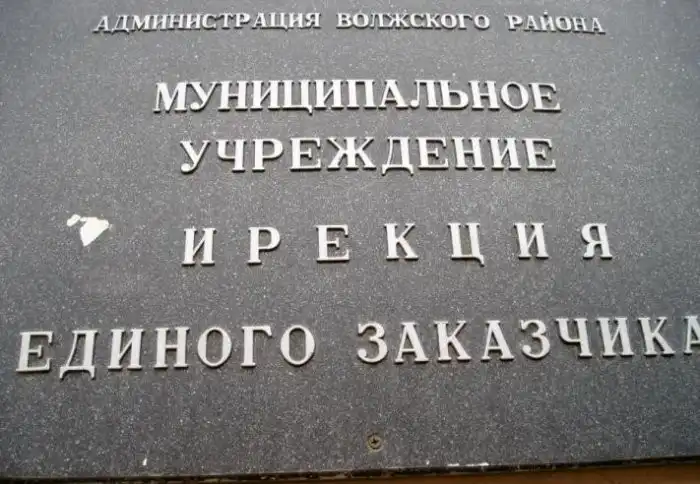 АДМИНИСТРАЦИЯ ВОЛЖСКОГО РАЙОНА
МУНИЦИПАЛЬНОЕ
УЧРЕЖДЕНИЕ
ИРЕКЦИЯ
ЕДИНОГО ЗАКАЗЧИКА